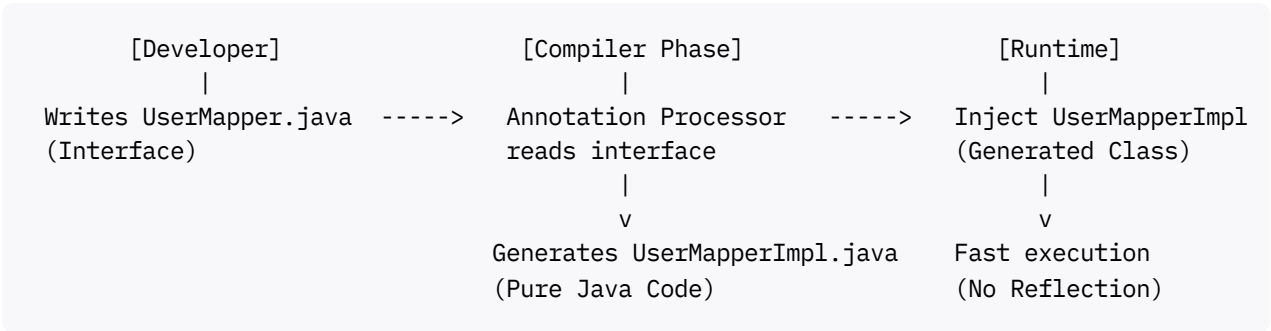 [Developer] [Compiler Phase] [Runtime]
| | |
Writes UserMapper.java -----> Annotation Processor -----> Inject UserMapperImpl
(Interface) reads interface (Generated Class)
| |
v v
Generates UserMapperImpl.java Fast execution
(Pure Java Code) (No Reflection)